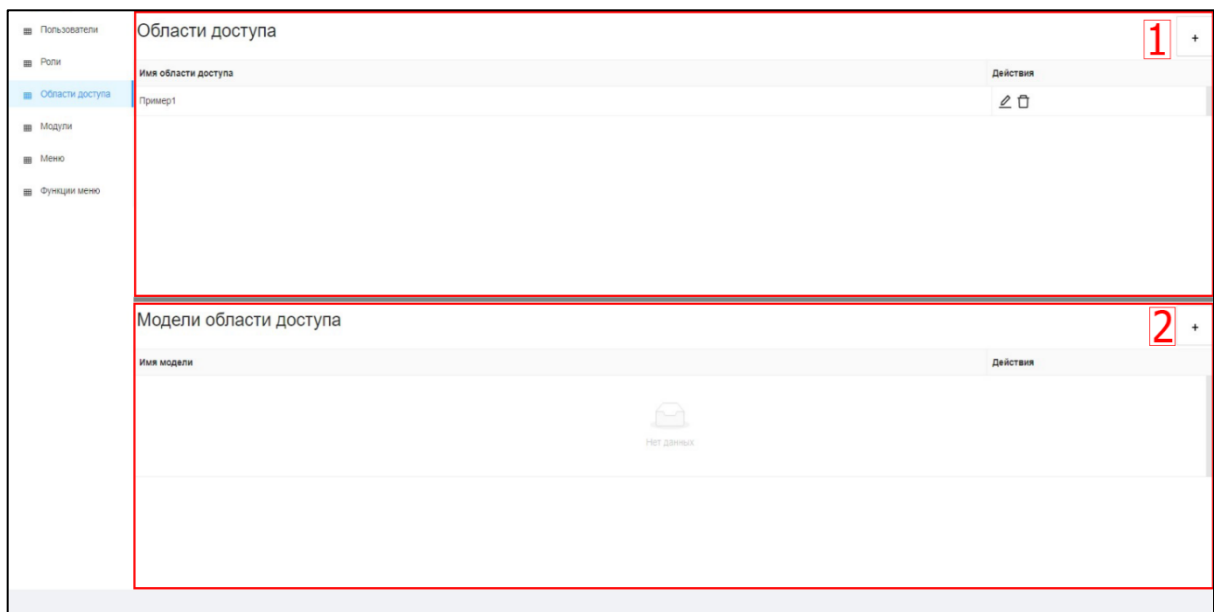 Пользователи
Роли
Области доступа
Модули
Меню
Функции меню
Области доступа
1
+
Имя области доступа Действия
Пример1
Модели области доступа
2
+
Имя модели Действия
Нет данных